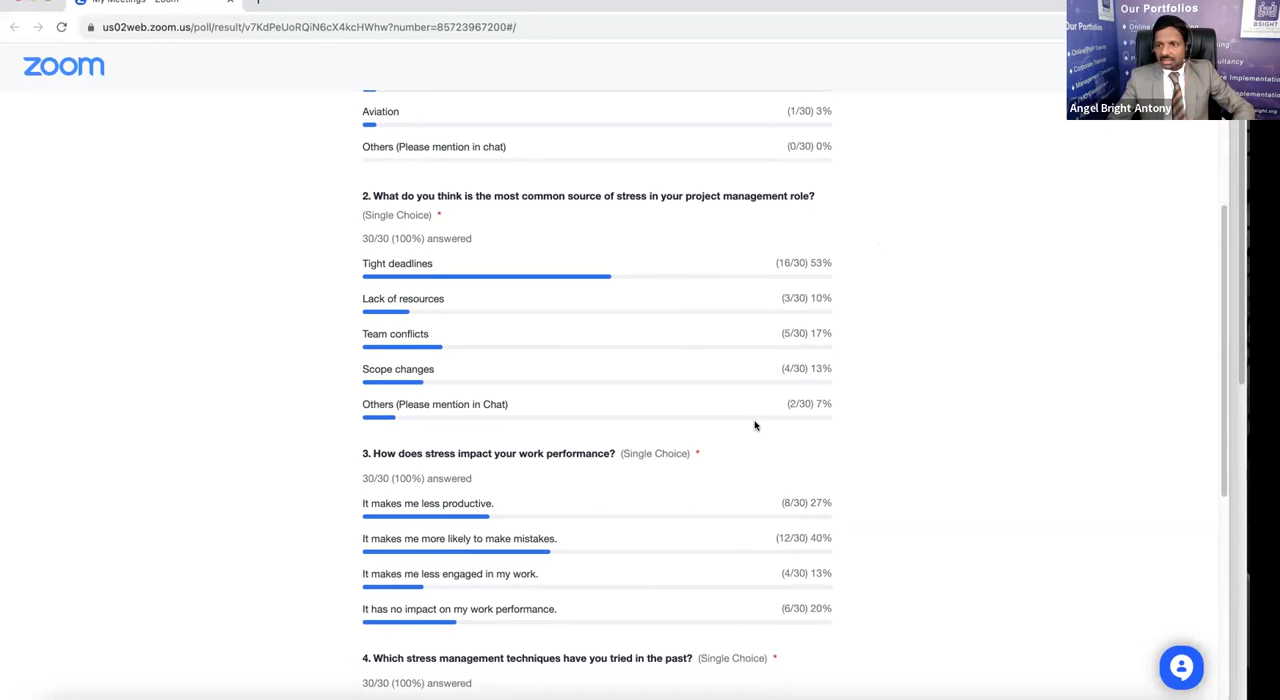 My Meetings - Zoom
us02web.zoom.us/poll/result/v7KdPeUoRQiN6cX4kcHWhw?number=85723967200#/
zoom
Our Portfolios
Our Portfolios
BSIGHT
Angel Bright Antony
Aviation (1/30) 3%
Others (Please mention in chat) (0/30) 0%
2. What do you think is the most common source of stress in your project management role?
(Single Choice) *
30/30 (100%) answered
Tight deadlines (16/30) 53%
Lack of resources (3/30) 10%
Team conflicts (5/30) 17%
Scope changes (4/30) 13%
Others (Please mention in Chat) (2/30) 7%
3. How does stress impact your work performance? (Single Choice) *
30/30 (100%) answered
It makes me less productive. (8/30) 27%
It makes me more likely to make mistakes. (12/30) 40%
It makes me less engaged in my work. (4/30) 13%
It has no impact on my work performance. (6/30) 20%
4. Which stress management techniques have you tried in the past? (Single Choice) *
30/30 (100%) answered